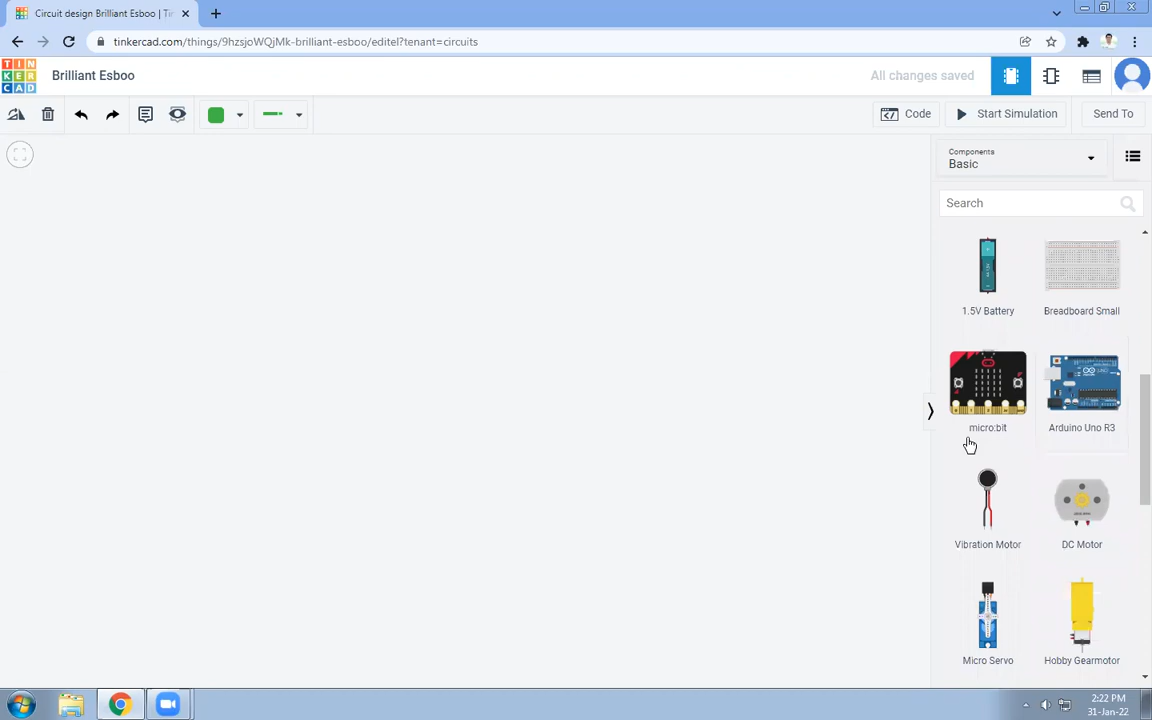 Circuit design Brilliant Esboo | Tin
tinkercad.com/things/9hzsjoWQjMk-brilliant-esboo/editel?tenant=circuits
TIN
KER
CAD
Brilliant Esboo
All changes saved
Code
Start Simulation
Send To
Components
Basic
Search
1.5V Battery
Breadboard Small
micro:bit
Arduino Uno R3
Vibration Motor
DC Motor
Micro Servo
Hobby Gearmotor
2:22 PM
31-Jan-22